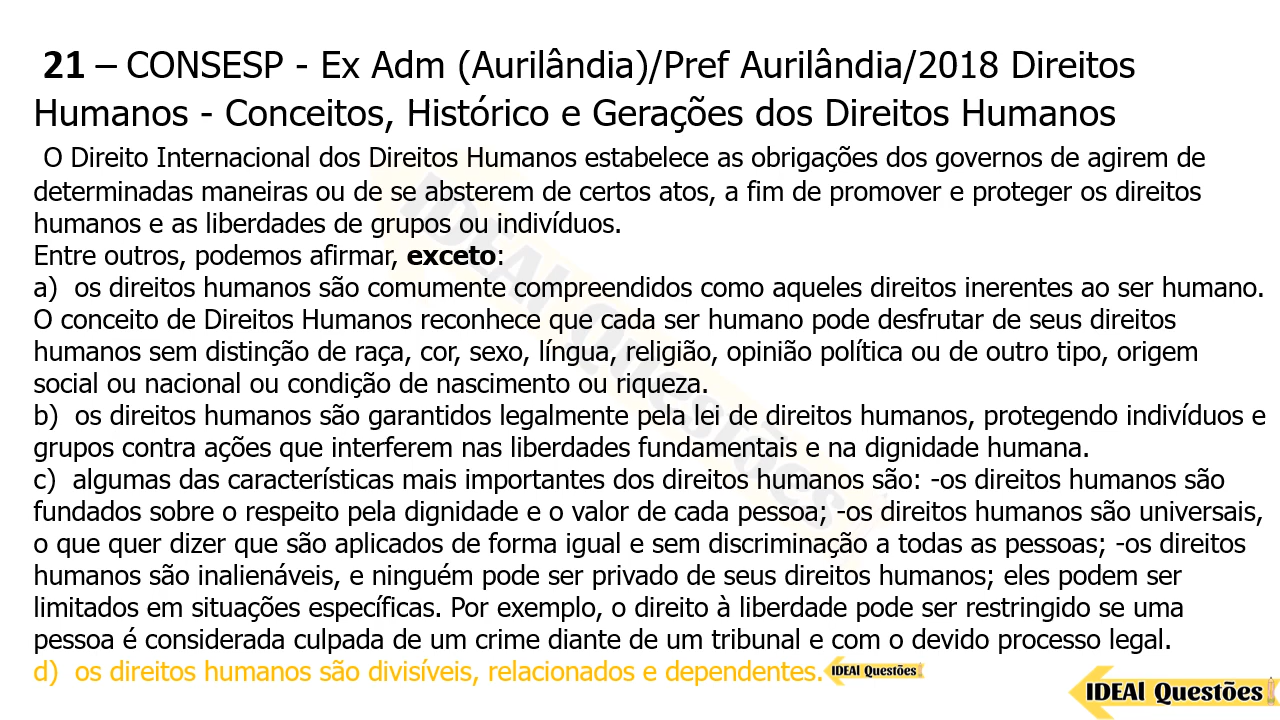 21 – CONSESP - Ex Adm (Aurilândia)/Pref Aurilândia/2018 Direitos
Humanos - Conceitos, Histórico e Gerações dos Direitos Humanos
O Direito Internacional dos Direitos Humanos estabelece as obrigações dos governos de agirem de
determinadas maneiras ou de se absterem de certos atos, a fim de promover e proteger os direitos
humanos e as liberdades de grupos ou indivíduos.
Entre outros, podemos afirmar, exceto:
a) os direitos humanos são comumente compreendidos como aqueles direitos inerentes ao ser humano.
O conceito de Direitos Humanos reconhece que cada ser humano pode desfrutar de seus direitos
humanos sem distinção de raça, cor, sexo, língua, religião, opinião política ou de outro tipo, origem
social ou nacional ou condição de nascimento ou riqueza.
b) os direitos humanos são garantidos legalmente pela lei de direitos humanos, protegendo indivíduos e
grupos contra ações que interferem nas liberdades fundamentais e na dignidade humana.
c) algumas das características mais importantes dos direitos humanos são: -os direitos humanos são
fundados sobre o respeito pela dignidade e o valor de cada pessoa; -os direitos humanos são universais,
o que quer dizer que são aplicados de forma igual e sem discriminação a todas as pessoas; -os direitos
humanos são inalienáveis, e ninguém pode ser privado de seus direitos humanos; eles podem ser
limitados em situações específicas. Por exemplo, o direito à liberdade pode ser restringido se uma
pessoa é considerada culpada de um crime diante de um tribunal e com o devido processo legal.
d) os direitos humanos são divisíveis, relacionados e dependentes. IDEAl Questões
IDEAl Questões
IDEAl Questões